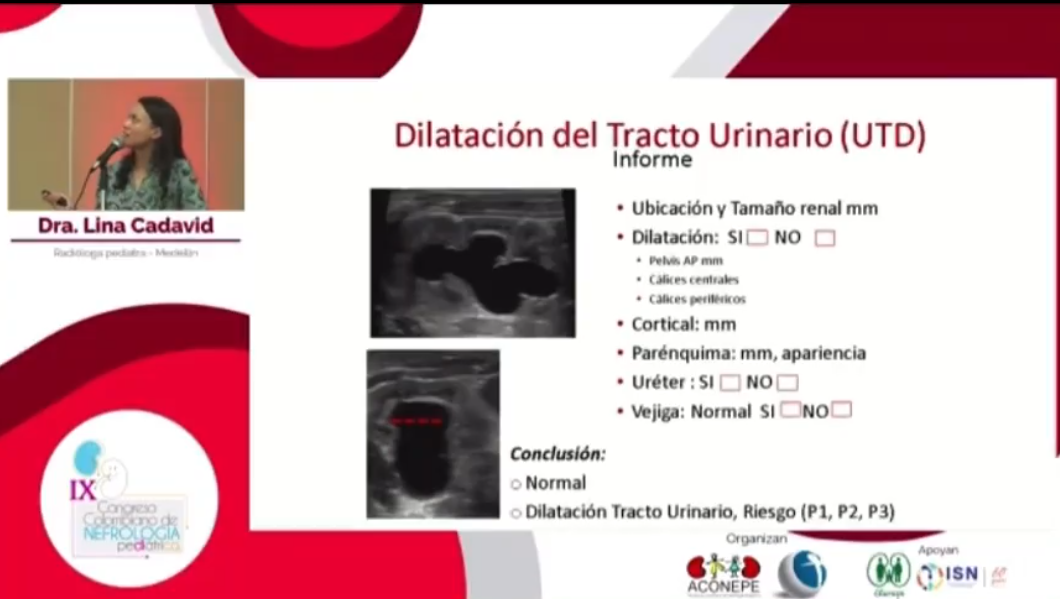 Dilatación del Tracto Urinario (UTD)
Informe
Dra. Lina Cadavid
Radióloga pediatra - Medellín
• Ubicación y Tamaño renal mm
• Dilatación: SI NO
• Pelvis AP mm
• Cálices centrales
• Cálices periféricos
• Cortical: mm
• Parénquima: mm, apariencia
• Uréter : SI NO
• Vejiga: Normal SI NO
Conclusión:
○ Normal
○ Dilatación Tracto Urinario, Riesgo (P1, P2, P3)
IX
Congreso
Colombiano de
NEFROLOGÍA
pediátrica
Organizan
ACONEPE
Apoyan
ISN